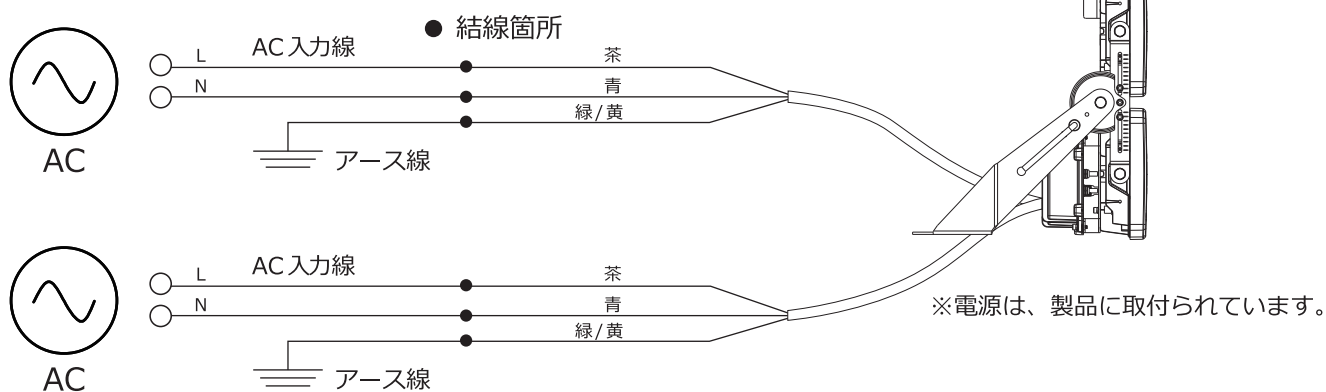 結線箇所
L
AC入力線
茶
N
青
緑/黄
アース線
AC
L
AC入力線
茶
N
青
緑/黄
アース線
AC
※電源は、製品に取付られています。